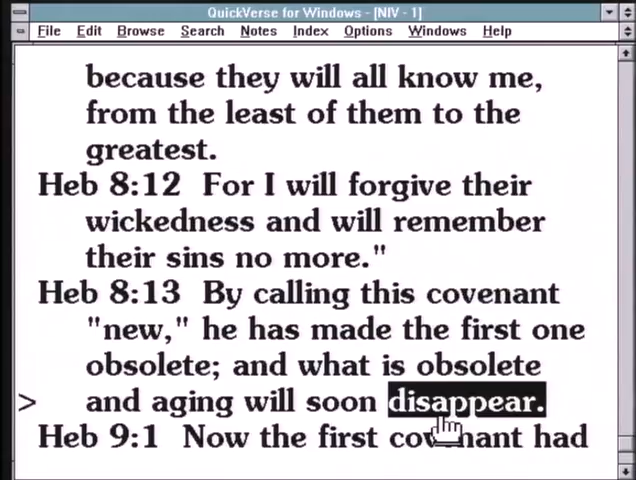 QuickVerse for Windows - [NIV - 1]
File Edit Browse Search Notes Index Options Windows Help
because they will all know me,
from the least of them to the
greatest.
Heb 8:12 For I will forgive their
wickedness and will remember
their sins no more."
Heb 8:13 By calling this covenant
"new," he has made the first one
obsolete; and what is obsolete
> and aging will soon disappear.
Heb 9:1 Now the first covenant had